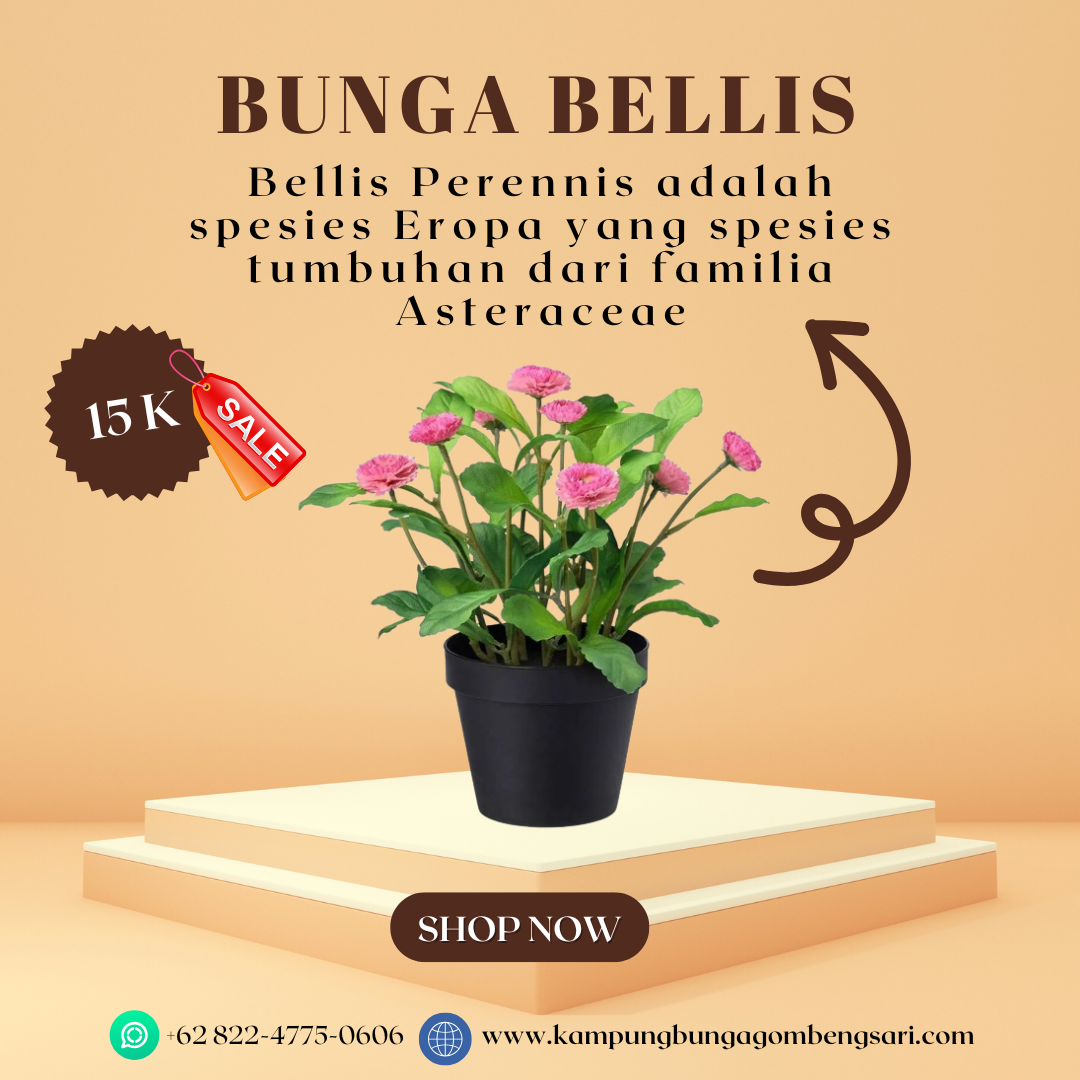 BUNGA BELLIS
Bellis Perennis adalah
spesies Eropa yang spesies
tumbuhan dari familia
Asteraceae
15 K
SALE
SHOP NOW
+62 822-4775-0606
www.kampungbungagombengsari.com